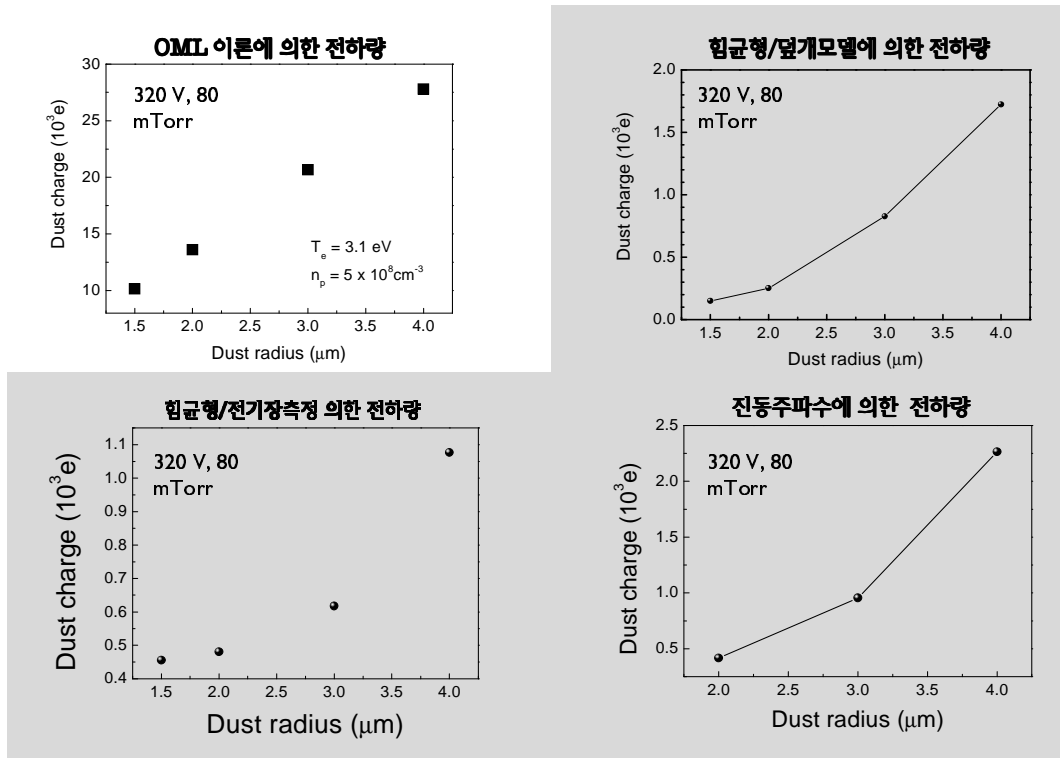 OML 이론에 의한 전하량
30
25
20
15
10
Dust charge (10³e)
320 V, 80
mTorr
Tₑ = 3.1 eV
nₚ = 5 x 10⁸cm⁻³
1.5 2.0 2.5 3.0 3.5 4.0
Dust radius (μm)
힘균형/덮개모델에 의한 전하량
2.0
1.5
1.0
0.5
0.0
Dust charge (10³e)
320 V, 80
mTorr
1.5 2.0 2.5 3.0 3.5 4.0
Dust radius (μm)
힘균형/전기장측정 의한 전하량
1.1
1.0
0.9
0.8
0.7
0.6
0.5
0.4
Dust charge (10³e)
320 V, 80
mTorr
1.5 2.0 2.5 3.0 3.5 4.0
Dust radius (μm)
진동주파수에 의한 전하량
2.5
2.0
1.5
1.0
0.5
Dust charge (10³e)
320 V, 80
mTorr
2.0 2.5 3.0 3.5 4.0
Dust radius (μm)